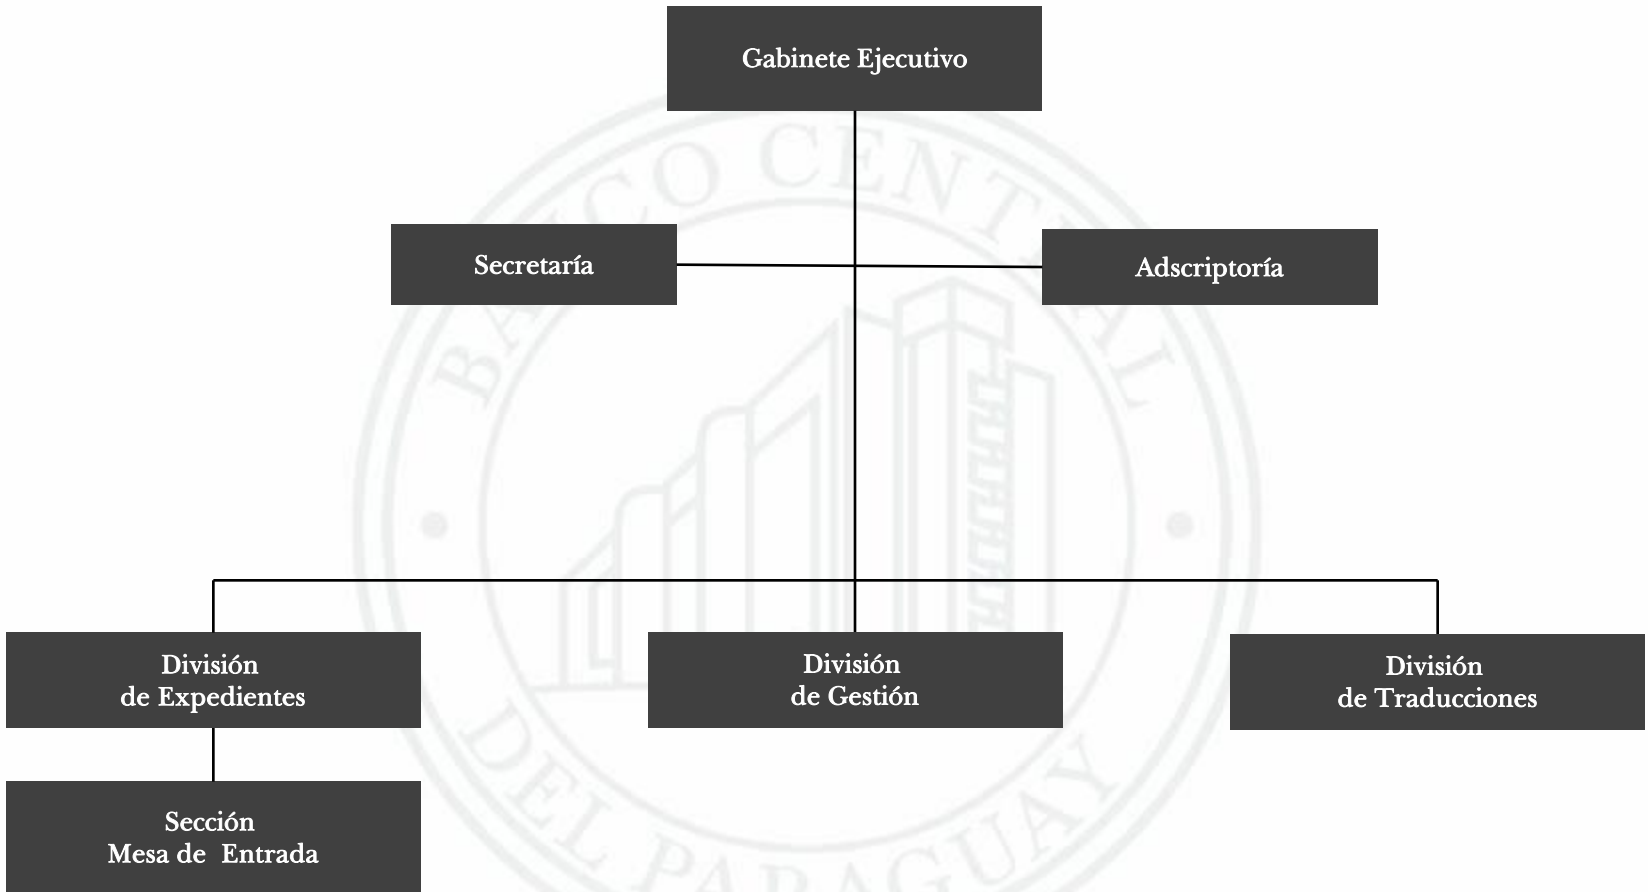 Gabinete Ejecutivo
BANCO CENTRAL
Secretaría
Adscriptoría
División
de Expedientes
División
de Gestión
División
de Traducciones
Sección
Mesa de Entrada
DEL PARAGUAY